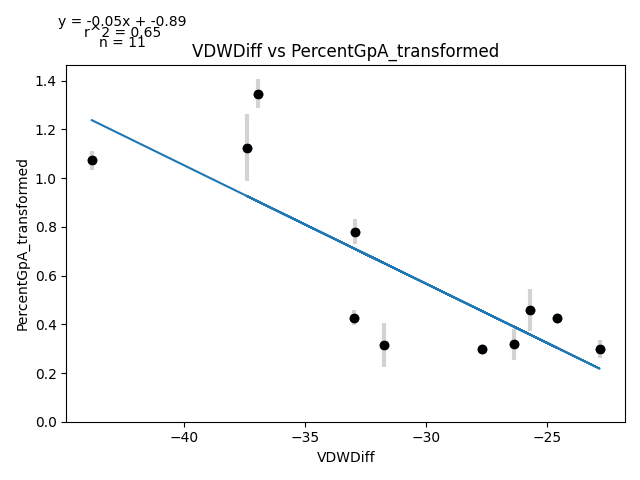 y = -0.05x + -0.89
r^2 = 0.65
n = 11
VDWDiff vs PercentGpA_transformed
PercentGpA_transformed
1.4
1.2
1.0
0.8
0.6
0.4
0.2
0.0
−40
−35
−30
−25
VDWDiff